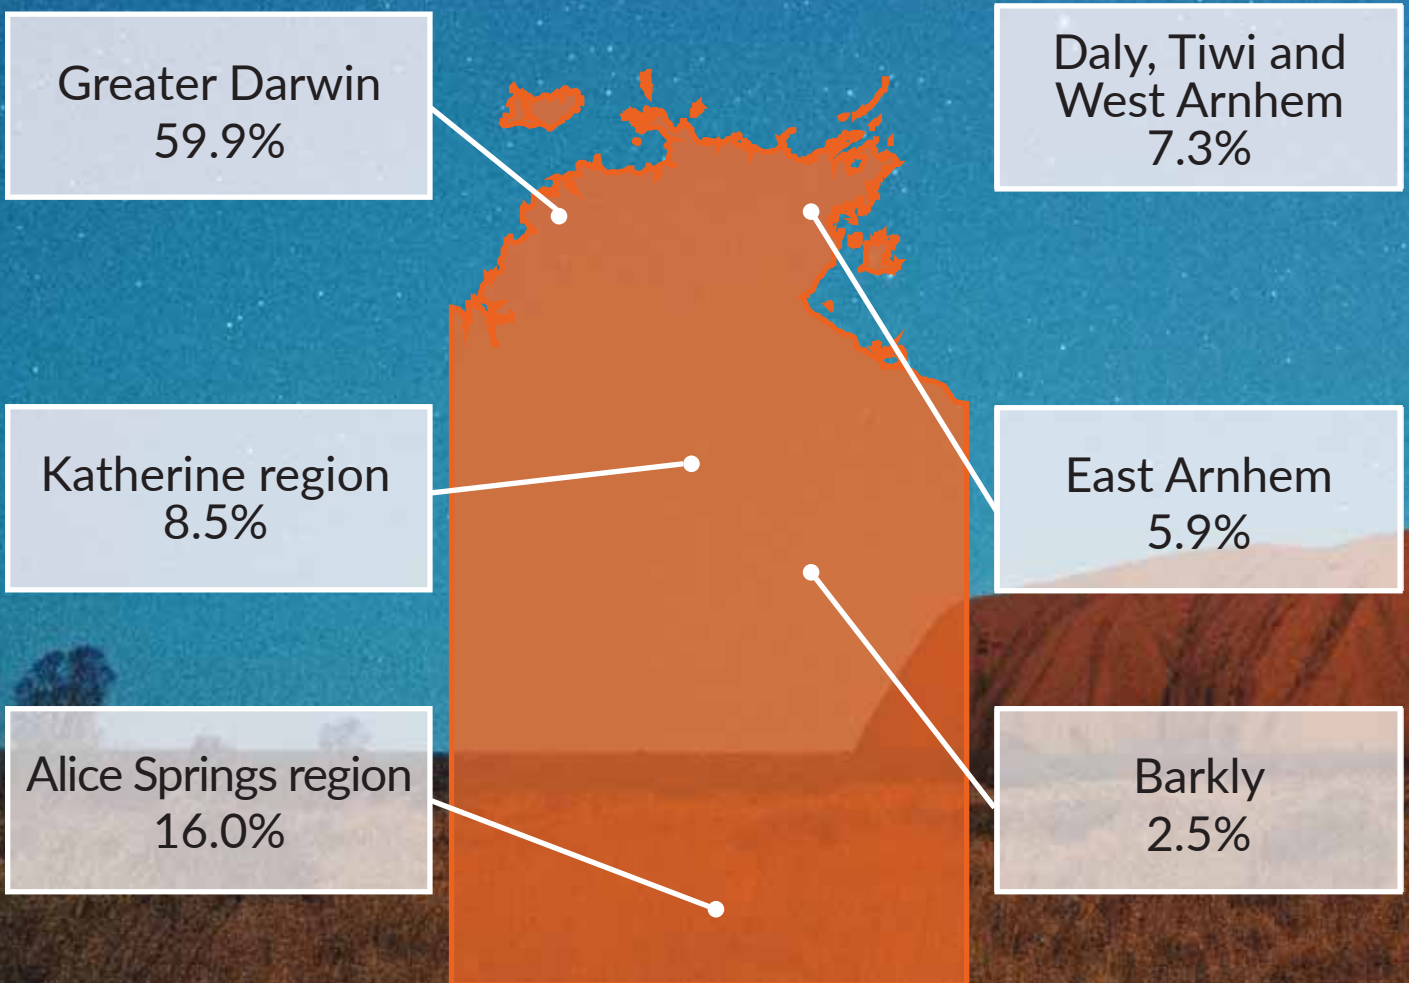 Greater Darwin
59.9%
Daly, Tiwi and
West Arnhem
7.3%
Katherine region
8.5%
East Arnhem
5.9%
Alice Springs region
16.0%
Barkly
2.5%